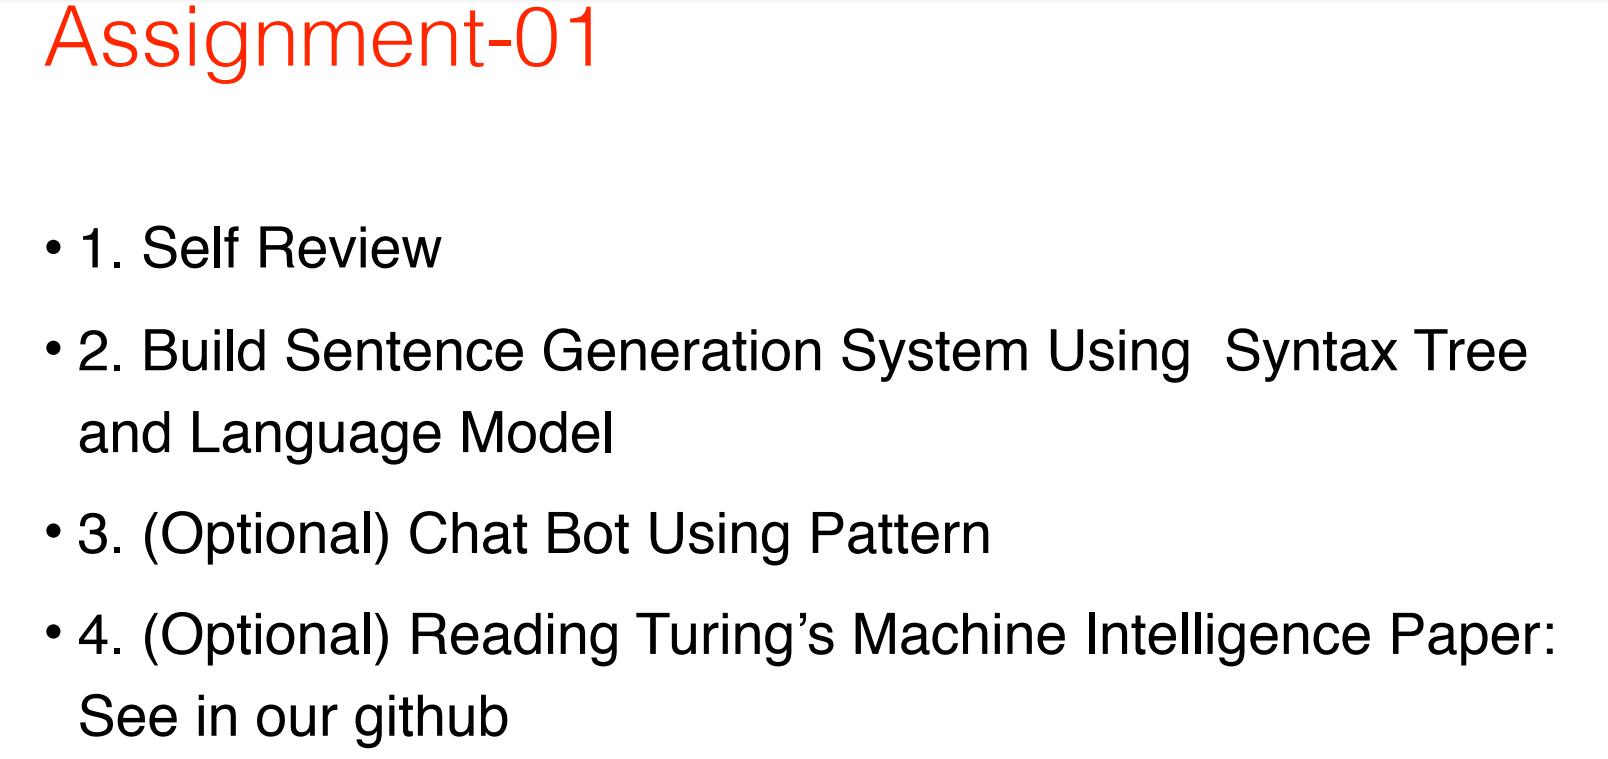 Assignment-01
• 1. Self Review
• 2. Build Sentence Generation System Using  Syntax Tree
and Language Model
• 3. (Optional) Chat Bot Using Pattern
• 4. (Optional) Reading Turing’s Machine Intelligence Paper:
See in our github